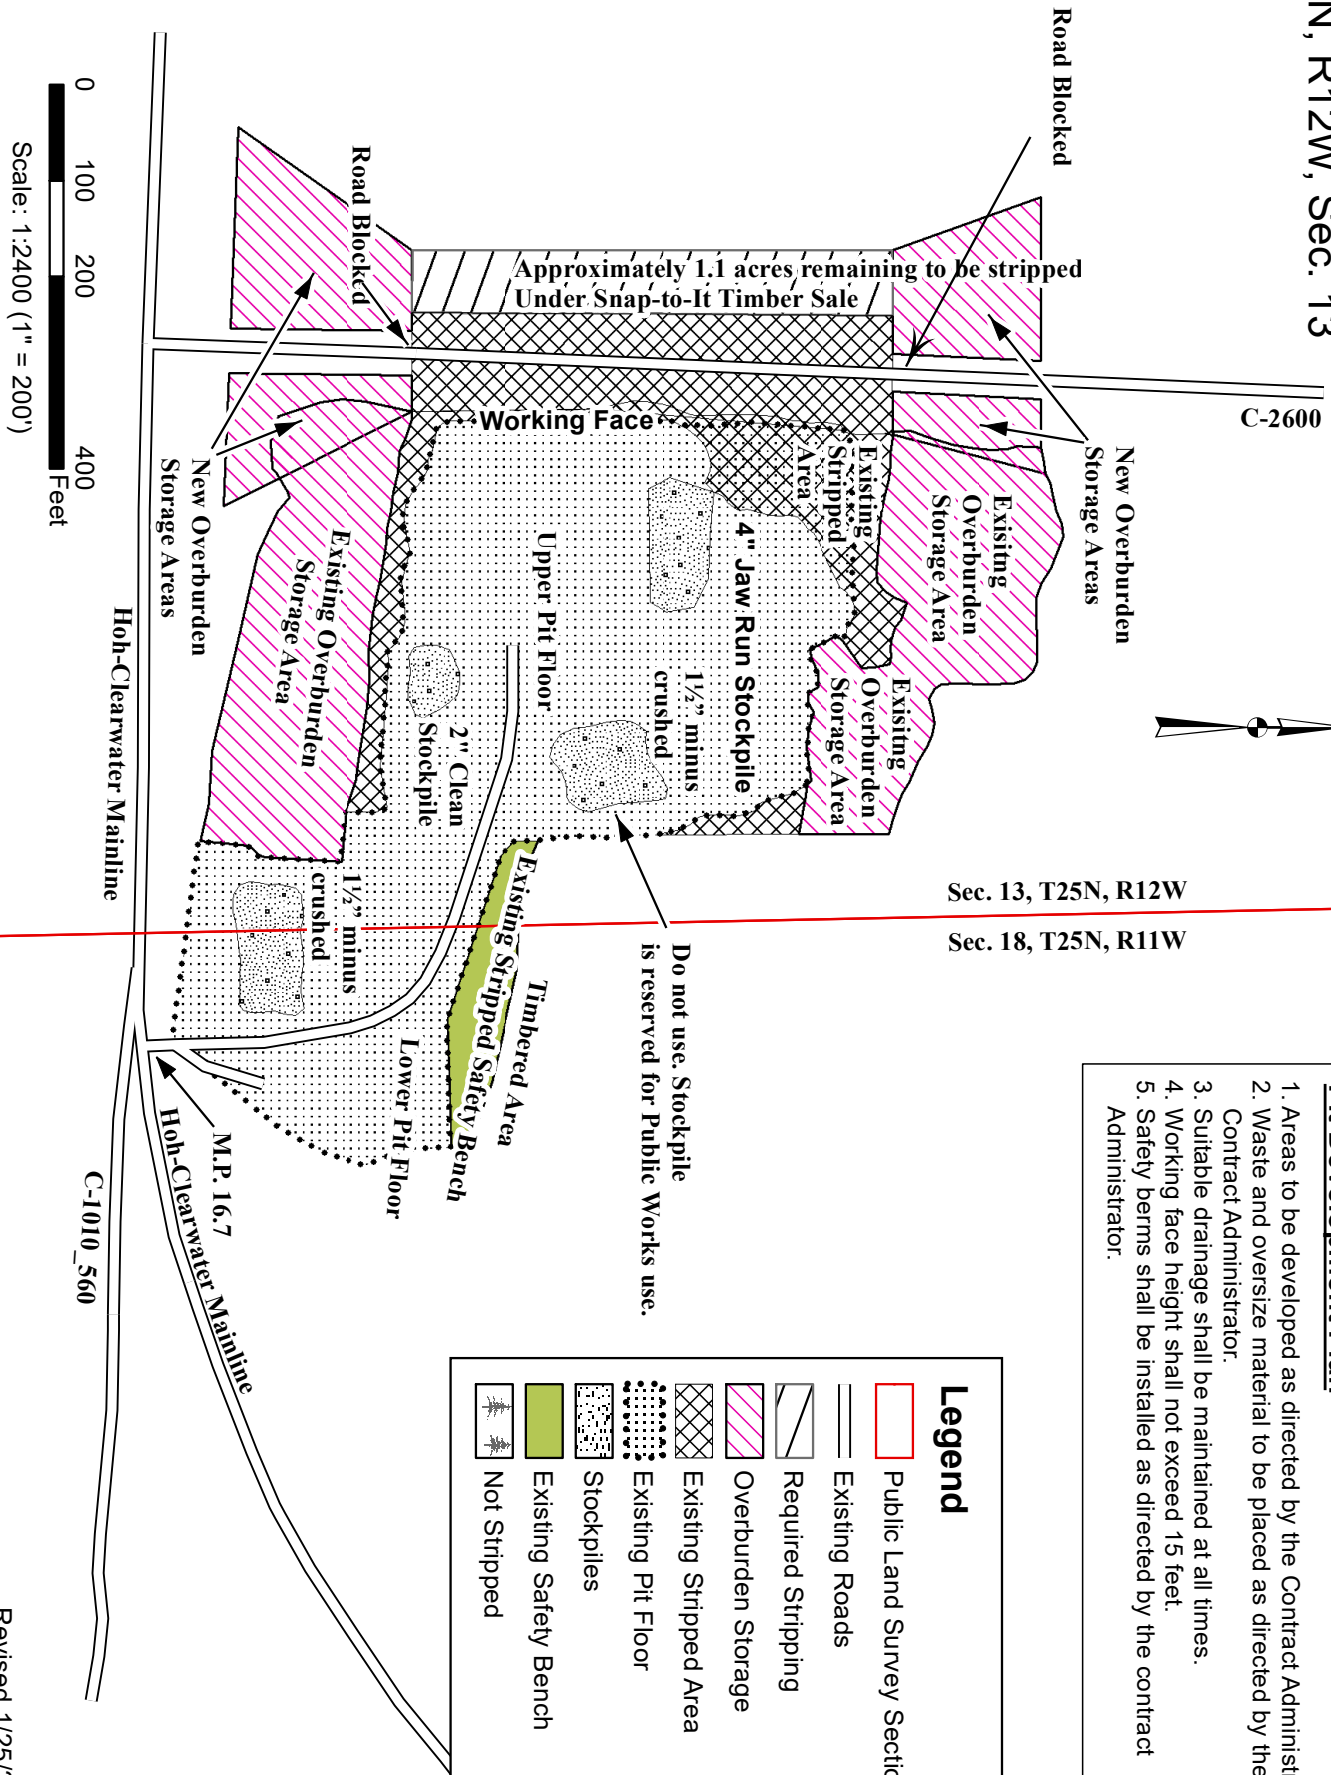 N, R12W, Sec. 13
Road Blocked
C-2600
New Overburden
Storage Areas
Approximately 1.1 acres remaining to be stripped
Under Snap-to-It Timber Sale
Road Blocked
Working Face
Existing
Stripped
Area
Exisiting
Overburden
Storage Area
Exisitng
Overburden
Storage Area
4" Jaw Run Stockpile
1½” minus
crushed
Upper Pit Floor
2" Clean
Stockpile
Existing Overburden
Storage Area
New Overburden
Storage Areas
Hoh-Clearwater Mainline
1½” minus
crushed
Existing Stripped Safety Bench
Timbered Area
Lower Pit Floor
Do not use. Stockpile
is reserved for Public Works use.
Sec. 13, T25N, R12W
Sec. 18, T25N, R11W
M.P. 16.7
Hoh-Clearwater Mainline
C-1010_560
0 100 200 400
Feet
Scale: 1:2400 (1" = 200')
1. Areas to be developed as directed by the Contract Administ
2. Waste and oversize material to be placed as directed by the
Contract Administrator.
3. Suitable drainage shall be maintained at all times.
4. Working face height shall not exceed 15 feet.
5. Safety berms shall be installed as directed by the contract
Administrator.
Legend
Public Land Survey Sectio
Existing Roads
Required Stripping
Overburden Storage
Existing Stripped Area
Existing Pit Floor
Stockpiles
Existing Safety Bench
Not Stripped
Revised 1/25/